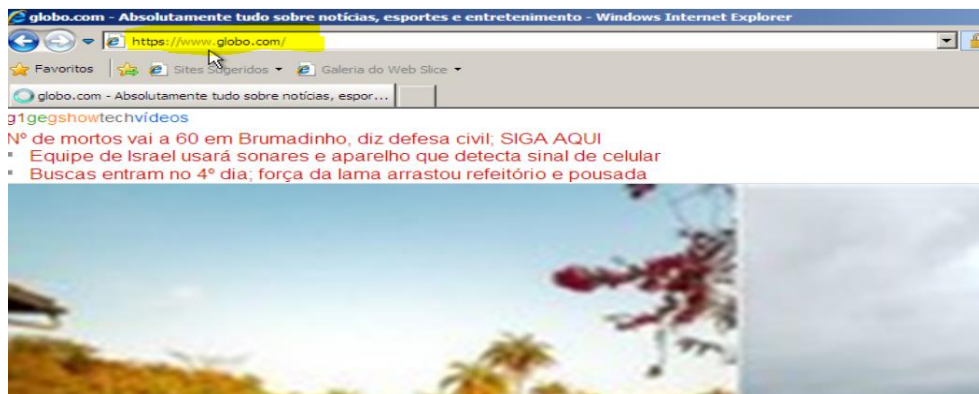 globo.com - Absolutamente tudo sobre notícias, esportes e entretenimento - Windows Internet Explorer
https://www.globo.com/
Favoritos Sites Sugeridos Galeria do Web Slice
globo.com - Absolutamente tudo sobre notícias, espor...
g1gegshowtechvídeos
Nº de mortos vai a 60 em Brumadinho, diz defesa civil; SIGA AQUI
Equipe de Israel usará sonares e aparelho que detecta sinal de celular
Buscas entram no 4º dia; força da lama arrastou refeitório e pousada